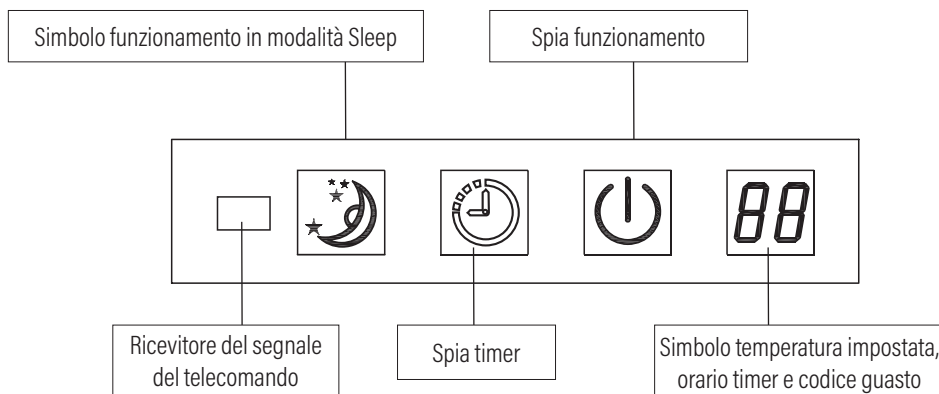 Simbolo funzionamento in modalità Sleep
Spia funzionamento
88
Ricevitore del segnale
del telecomando
Spia timer
Simbolo temperatura impostata,
orario timer e codice guasto